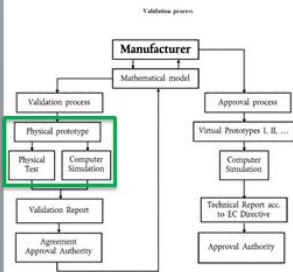 Validation process
Manufacturer
Mathematical model
Validation process
Approval process
Physical prototype
Virtual Prototypes I, II, ...
Physical
Test
Computer
Simulation
Computer
Simulation
Validation Report
Technical Report acc.
to EC Directive
Agreement
Approval Authority
Approval Authority